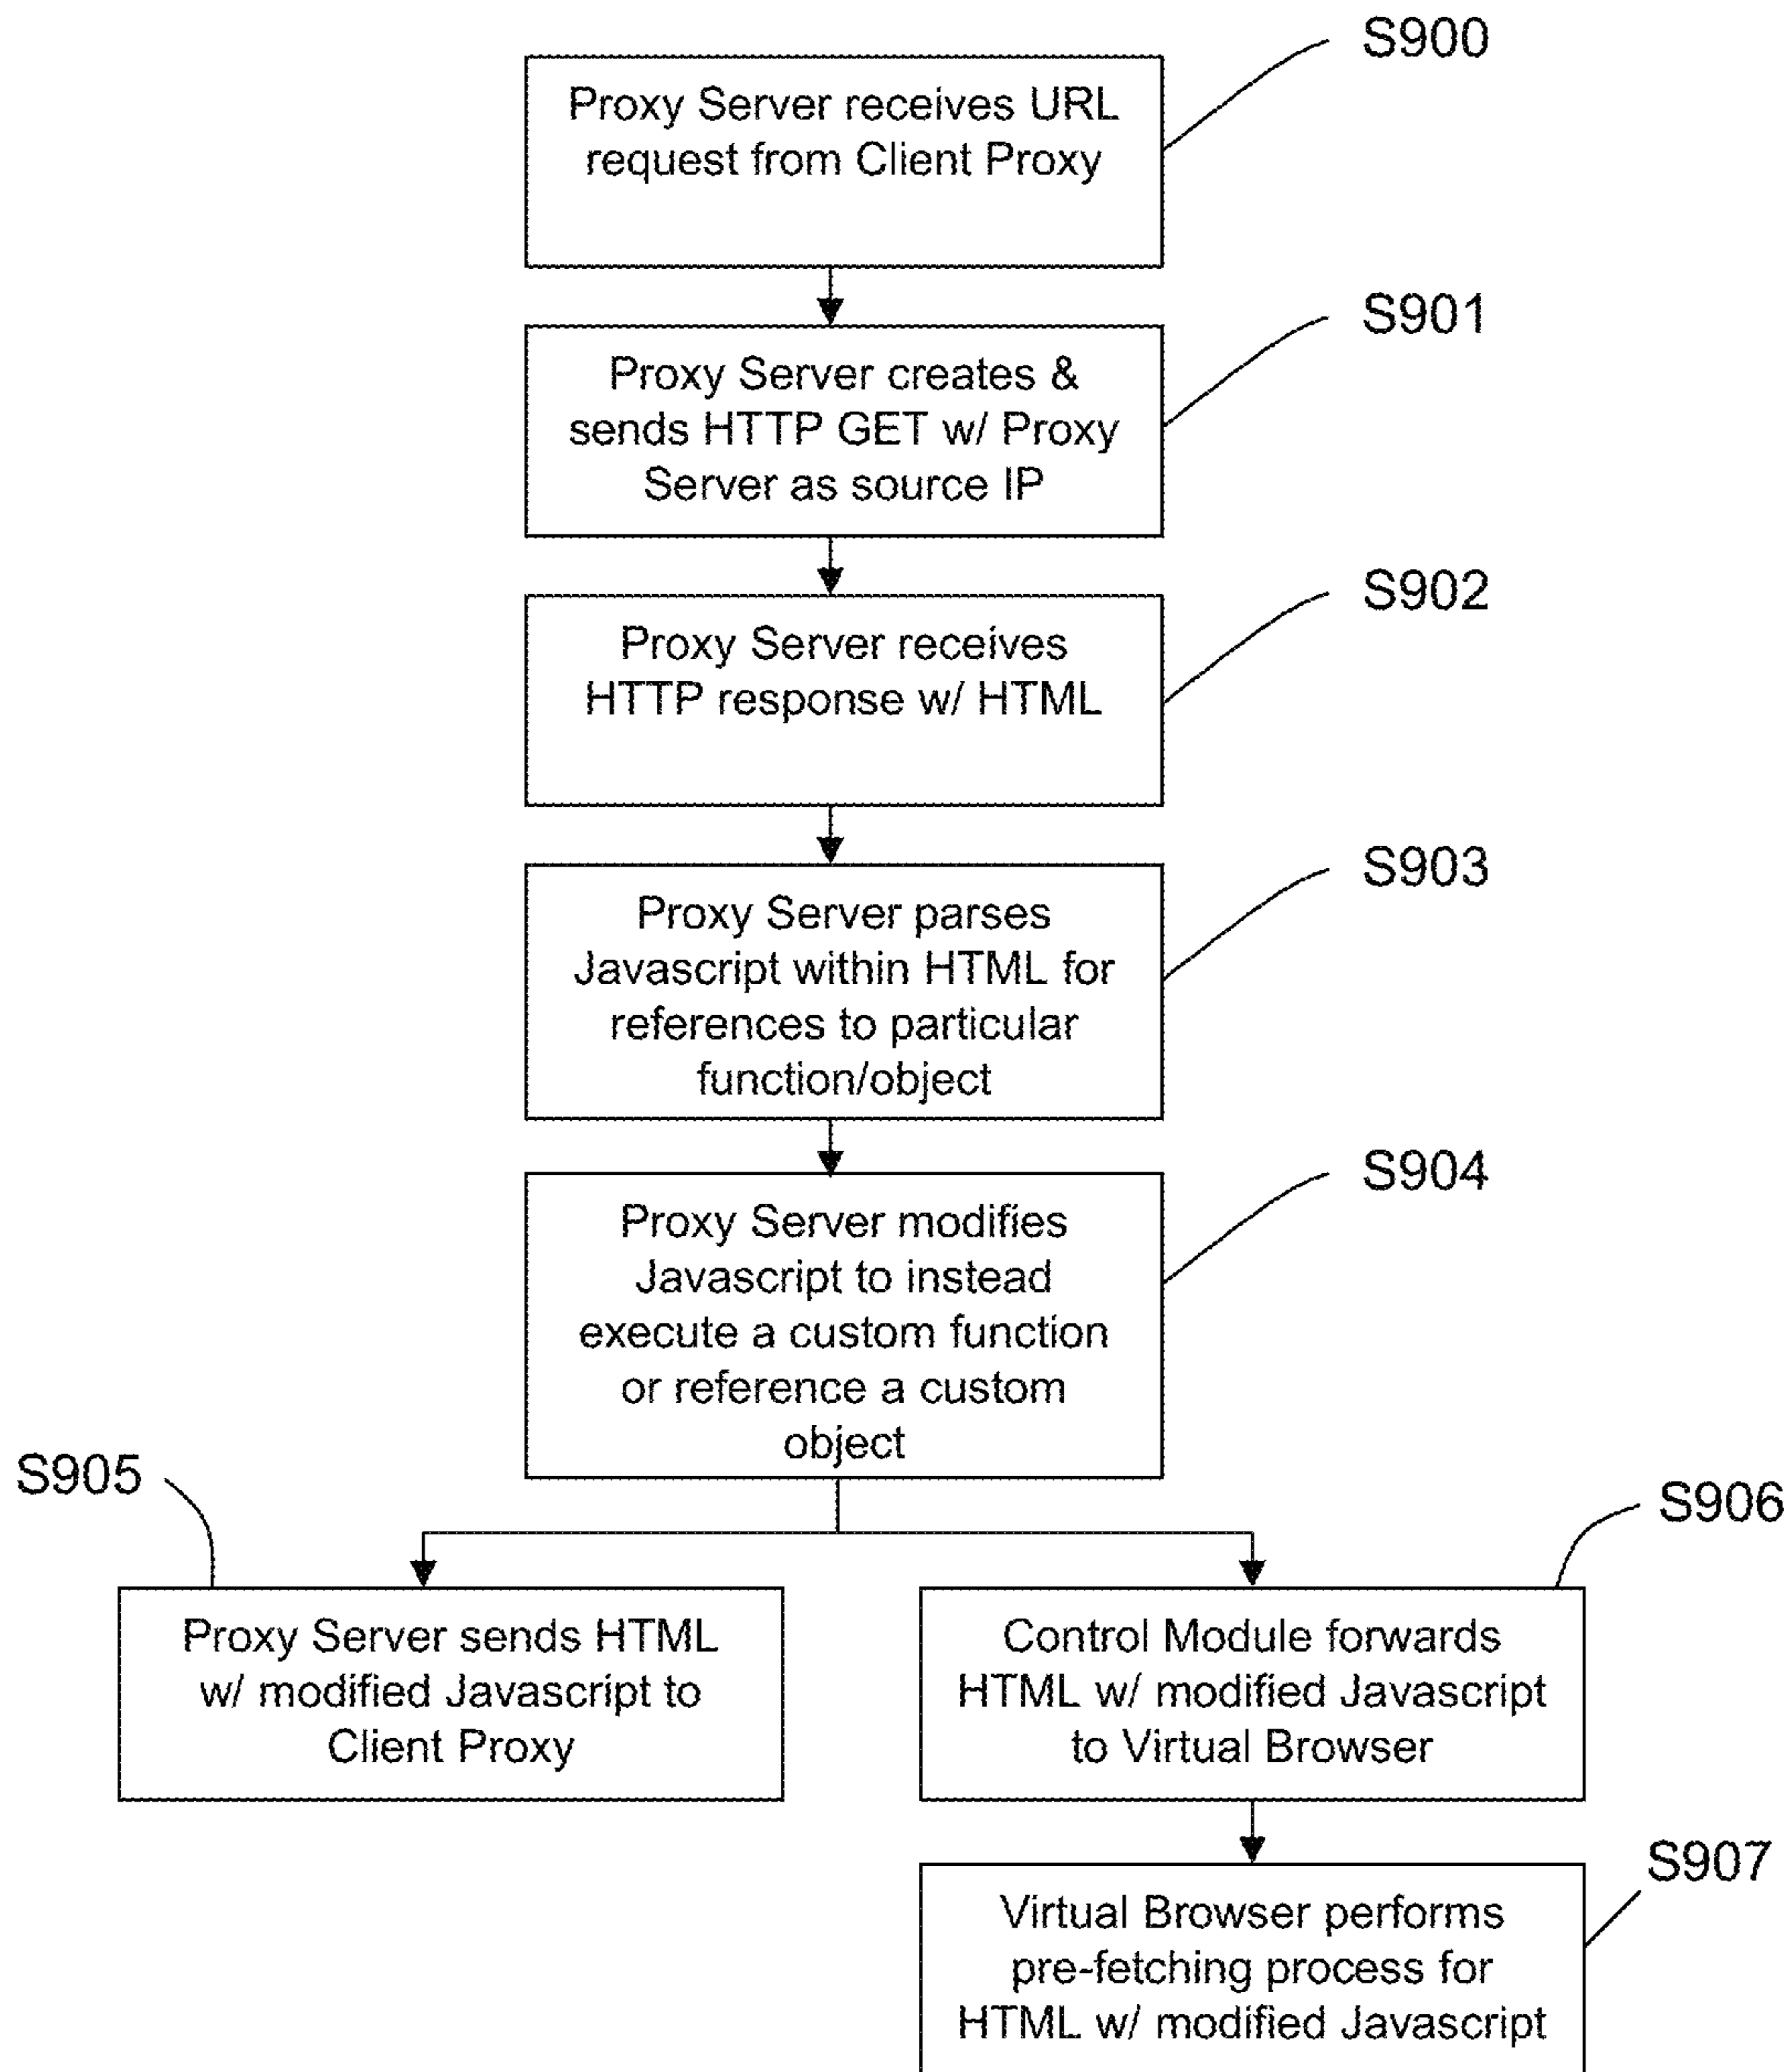 S900
Proxy Server receives URL
request from Client Proxy
S901
Proxy Server creates &
sends HTTP GET w/ Proxy
Server as source IP
S902
Proxy Server receives
HTTP response w/ HTML
S903
Proxy Server parses
Javascript within HTML for
references to particular
function/object
S904
Proxy Server modifies
Javascript to instead
execute a custom function
or reference a custom
object
S905
Proxy Server sends HTML
w/ modified Javascript to
Client Proxy
S906
Control Module forwards
HTML w/ modified Javascript
to Virtual Browser
S907
Virtual Browser performs
pre-fetching process for
HTML w/ modified Javascript